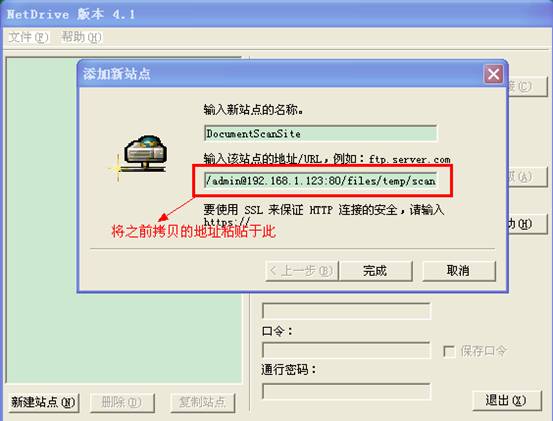 NetDrive 版本 4.1
文件(F) 帮助(H)
添加新站点
输入新站点的名称。
DocumentScanSite
输入该站点的地址/URL,例如:ftp.server.com
/admin@192.168.1.123:80/files/temp/scan
要使用 SSL 来保证 HTTP 连接的安全,请输入
https://
将之前拷贝的地址粘贴于此
< 上一步(B) 完成 取消
口令:
保存口令
通行密码:
新建站点(N) 删除(D) 复制站点 退出(X)